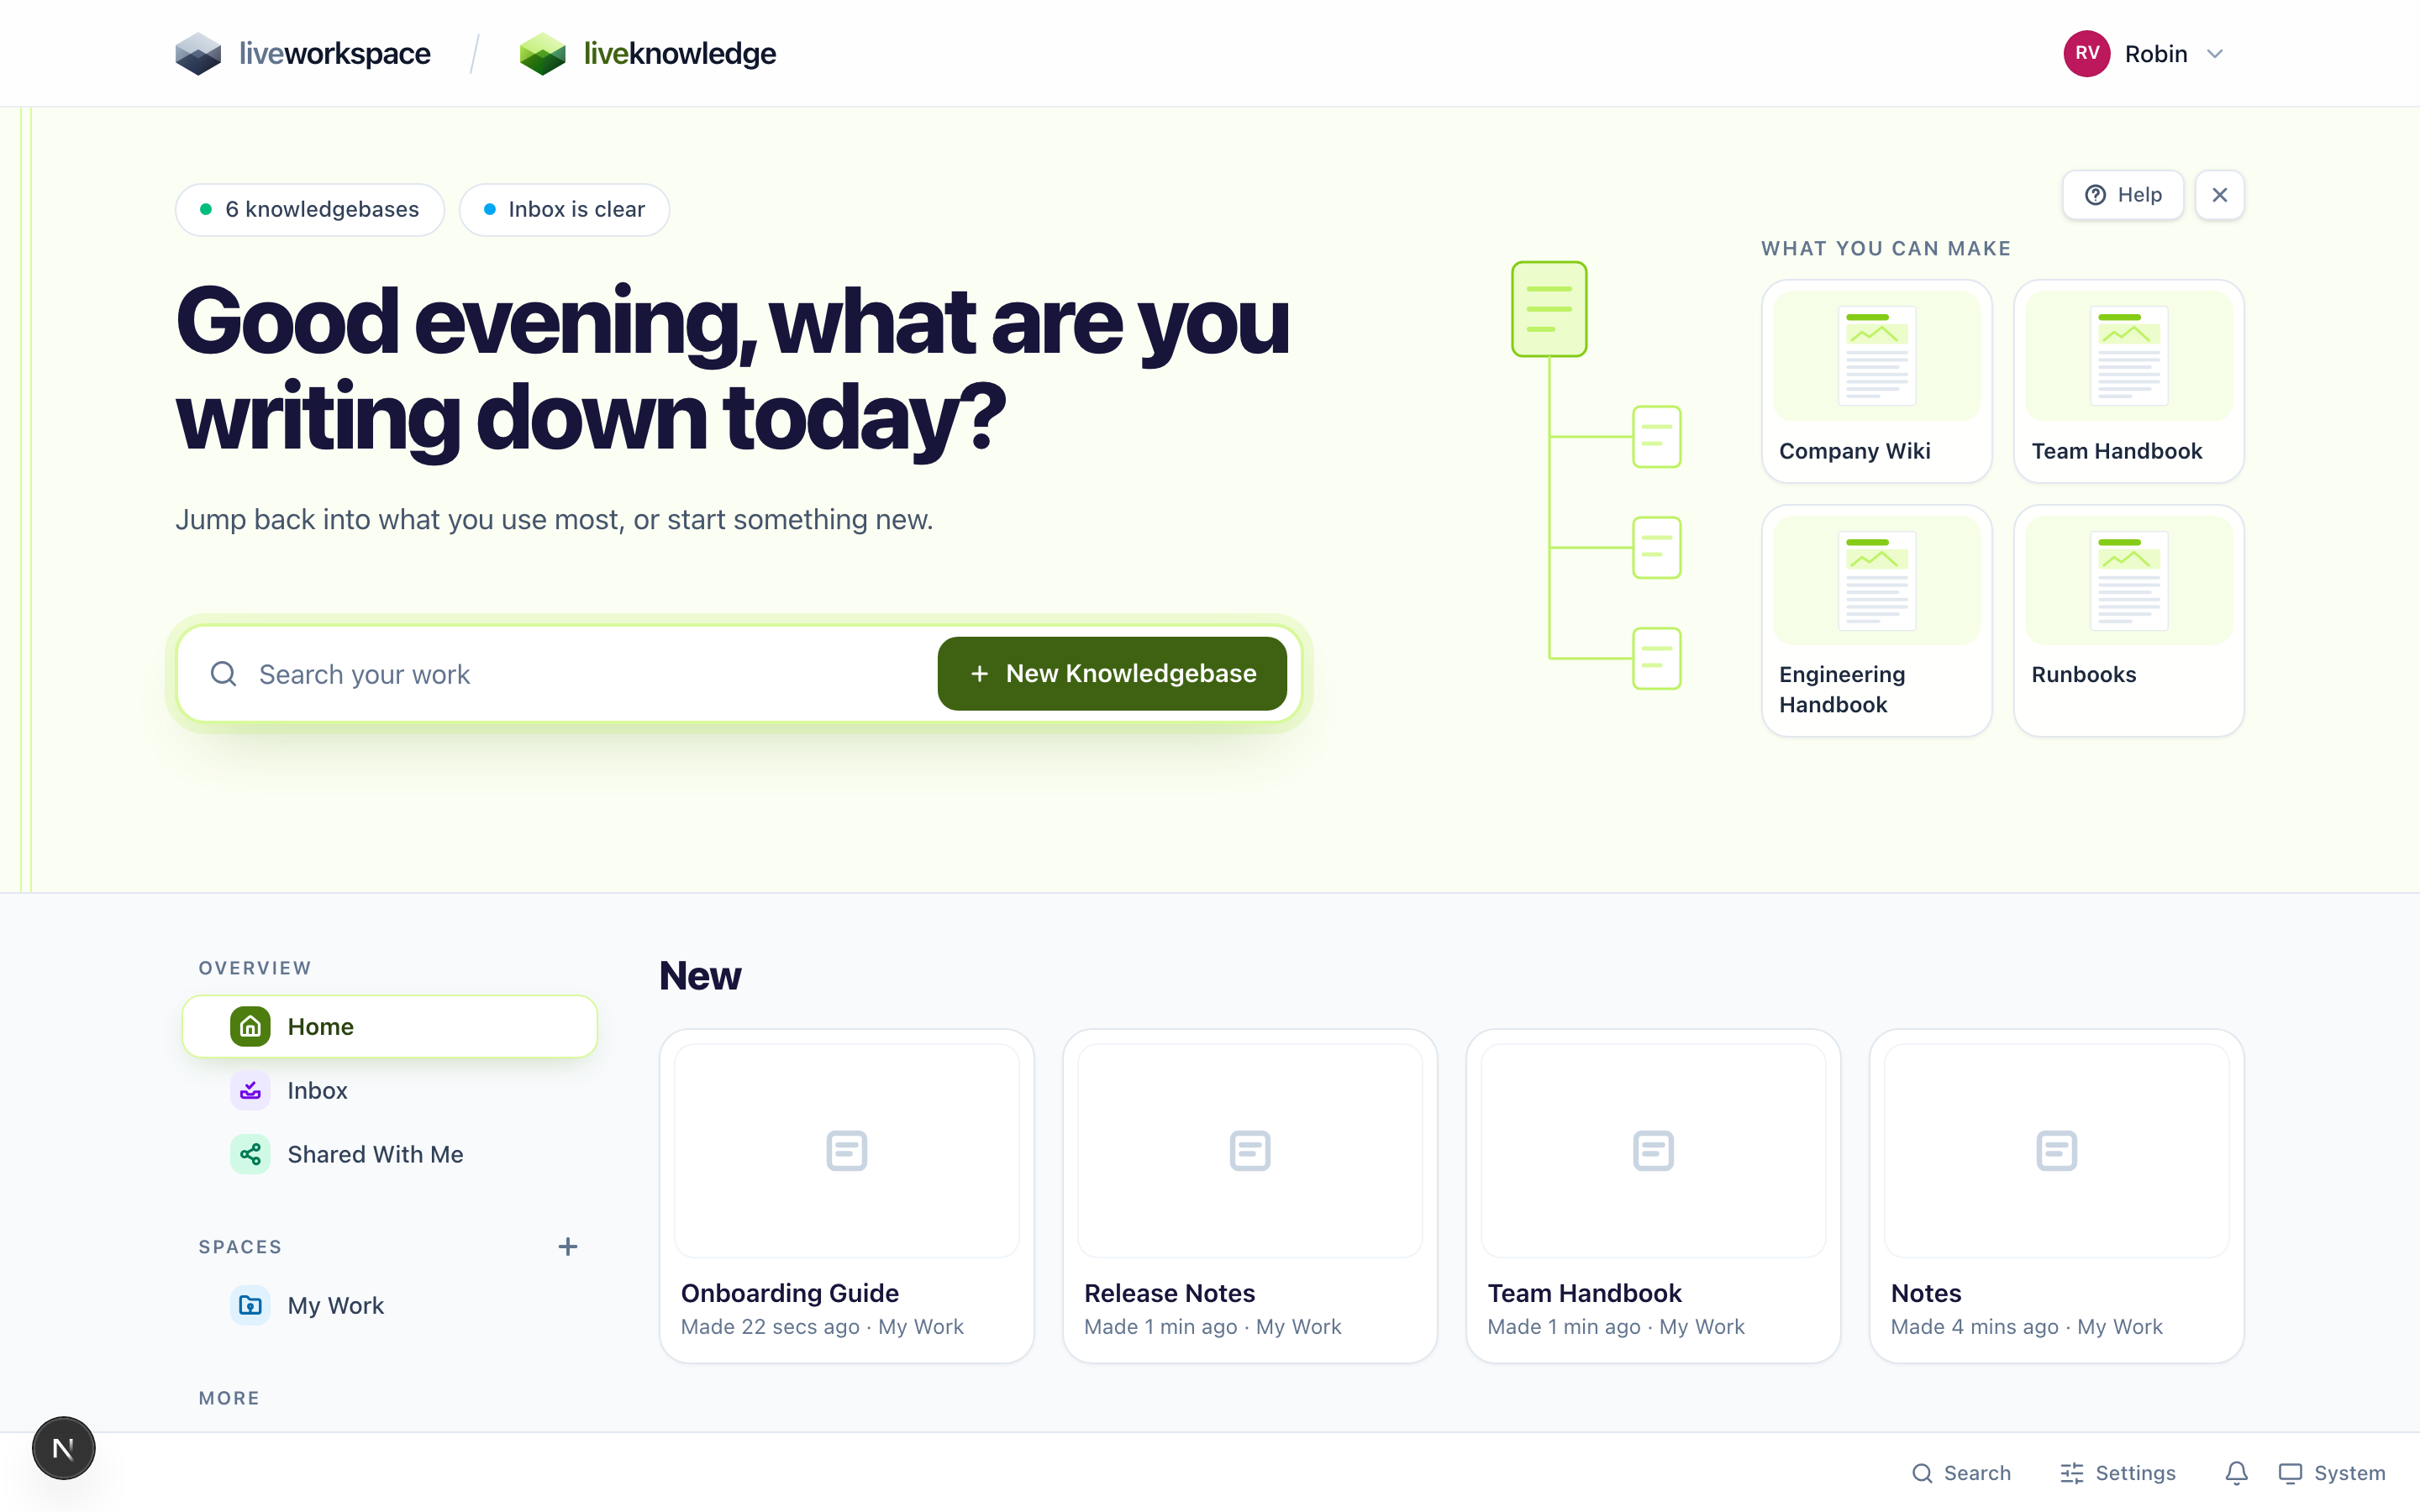 liveworkspace / liveknowledge
RV Robin
6 knowledgebases
Inbox is clear
Help
Good evening, what are you
writing down today?
Jump back into what you use most, or start something new.
Search your work
+ New Knowledgebase
WHAT YOU CAN MAKE
Company Wiki
Team Handbook
Engineering
Handbook
Runbooks
OVERVIEW
Home
Inbox
Shared With Me
SPACES
My Work
MORE
New
Onboarding Guide
Made 22 secs ago · My Work
Release Notes
Made 1 min ago · My Work
Team Handbook
Made 1 min ago · My Work
Notes
Made 4 mins ago · My Work
N
Search
Settings
System